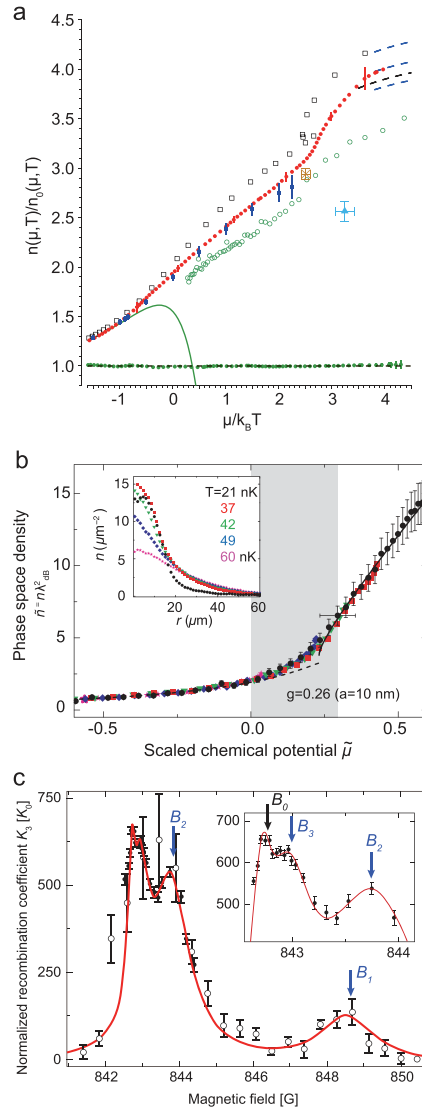 a
n(μ,T)/n₀(μ,T)
4.5
4.0
3.5
3.0
2.5
2.0
1.5
1.0
-1 0 1 2 3 4
μ/k_BT
b
Phase space density
ñ = nλ²_dB
15
10
5
0
n (μm⁻²)
15
10
5
0
T=21 nK
37
42
49
60 nK
20 40 60
r (μm)
g=0.26 (a=10 nm)
-0.5 0.0 0.5
Scaled chemical potential μ̃
c
Normalized recombination coefficient K₃ [K₀]
750
500
250
0
B₂
B₁
B₀
B₃
B₂
700
600
500
843 844
842 844 846 848 850
Magnetic field [G]